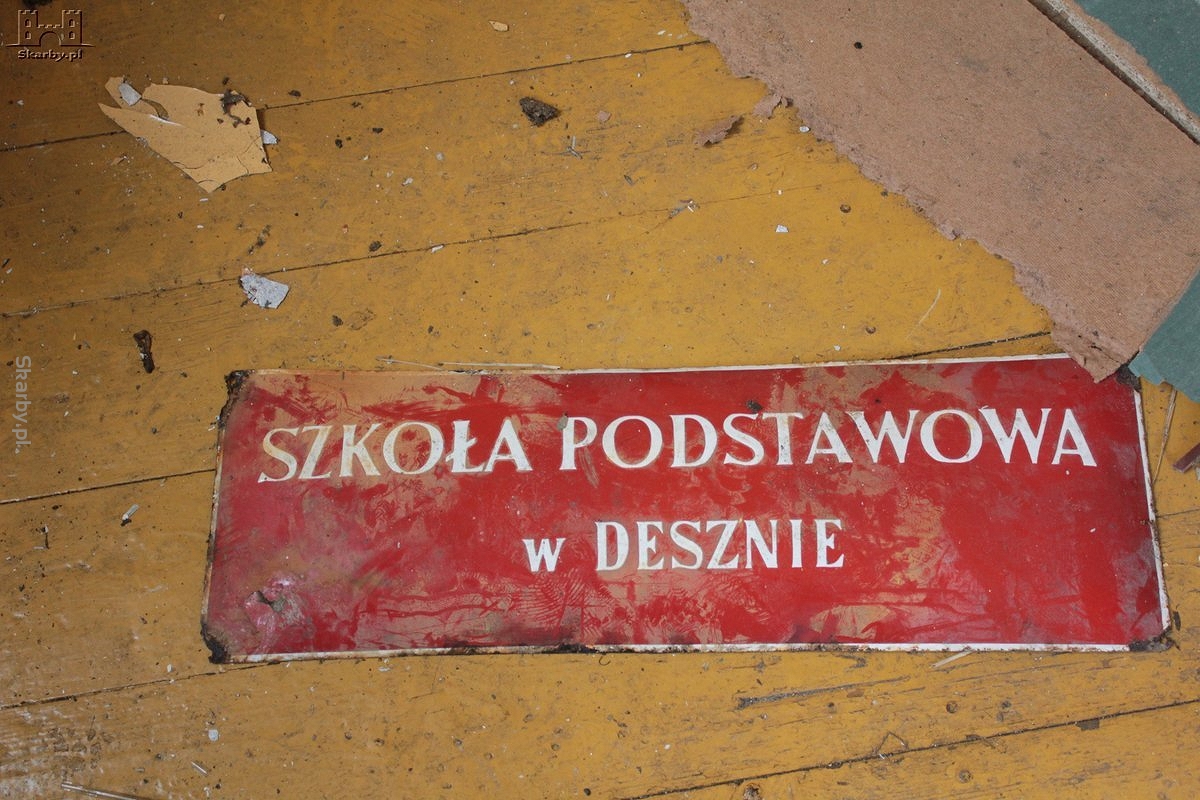 Skarby.pl
Skarby.pl
SZKOŁA PODSTAWOWA
w DESZNIE